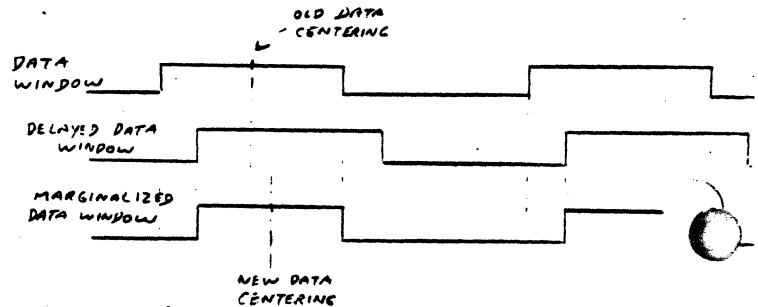 OLD DATA
CENTERING
DATA
WINDOW
DELAYED DATA
WINDOW
MARGINALIZED
DATA WINDOW
NEW DATA
CENTERING